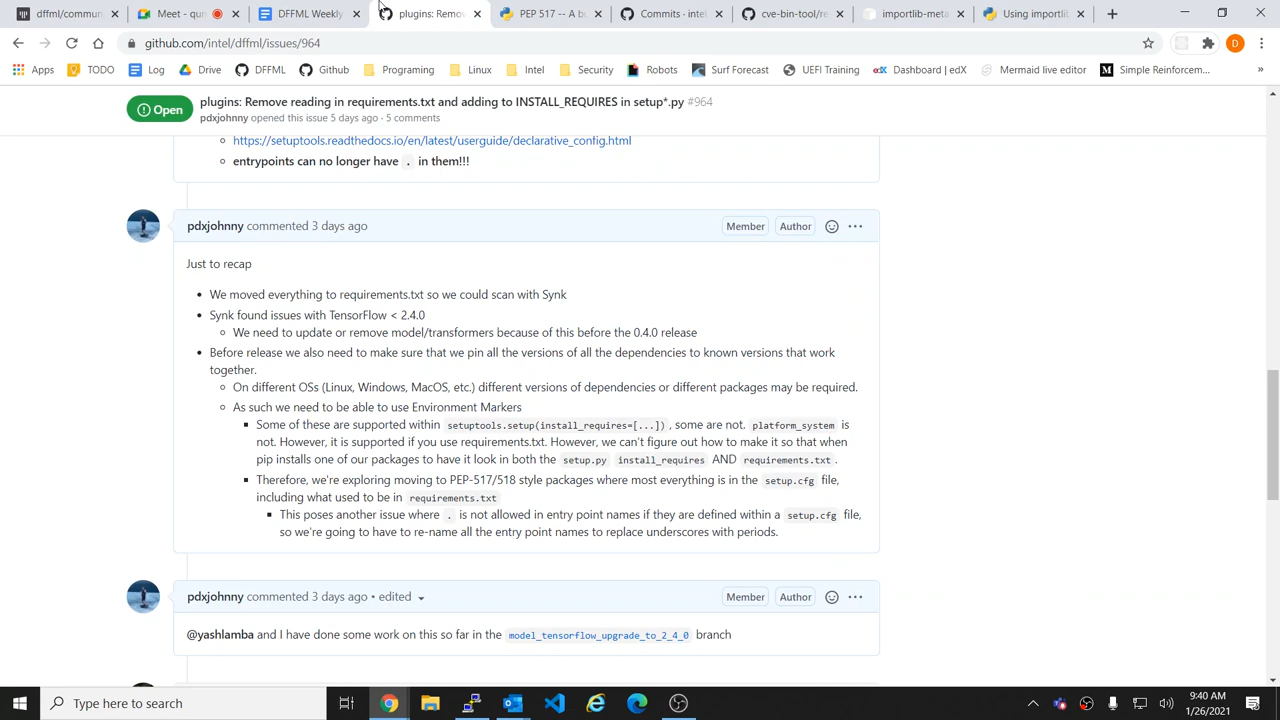 dffml/commun
Meet - qun
DFFML Weekly
plugins: Remo
PEP 517 -- A bu
Commits · intel
cve-bin-tool/re
importlib-meta
Using importlib
github.com/intel/dffml/issues/964
Apps
TODO
Log
Drive
DFFML
Github
Programing
Linux
Intel
Security
Robots
Surf Forecast
UEFI Training
Dashboard | edX
Mermaid live editor
Simple Reinforcem...
»
Open
plugins: Remove reading in requirements.txt and adding to INSTALL_REQUIRES in setup*.py #964
pdxjohnny opened this issue 5 days ago · 5 comments
https://setuptools.readthedocs.io/en/latest/userguide/declarative_config.html
entrypoints can no longer have . in them!!!
pdxjohnny commented 3 days ago
Member
Author
Just to recap
We moved everything to requirements.txt so we could scan with Synk
Synk found issues with TensorFlow < 2.4.0
We need to update or remove model/transformers because of this before the 0.4.0 release
Before release we also need to make sure that we pin all the versions of all the dependencies to known versions that work
together.
On different OSs (Linux, Windows, MacOS, etc.) different versions of dependencies or different packages may be required.
As such we need to be able to use Environment Markers
Some of these are supported within setuptools.setup(install_requires=[...]), some are not. platform_system is
not. However, it is supported if you use requirements.txt. However, we can't figure out how to make it so that when
pip installs one of our packages to have it look in both the setup.py install_requires AND requirements.txt.
Therefore, we're exploring moving to PEP-517/518 style packages where most everything is in the setup.cfg file,
including what used to be in requirements.txt
This poses another issue where . is not allowed in entry point names if they are defined within a setup.cfg file,
so we're going to have to re-name all the entry point names to replace underscores with periods.
pdxjohnny commented 3 days ago • edited
Member
Author
@yashlamba and I have done some work on this so far in the model_tensorflow_upgrade_to_2_4_0 branch
Type here to search
9:40 AM
1/26/2021